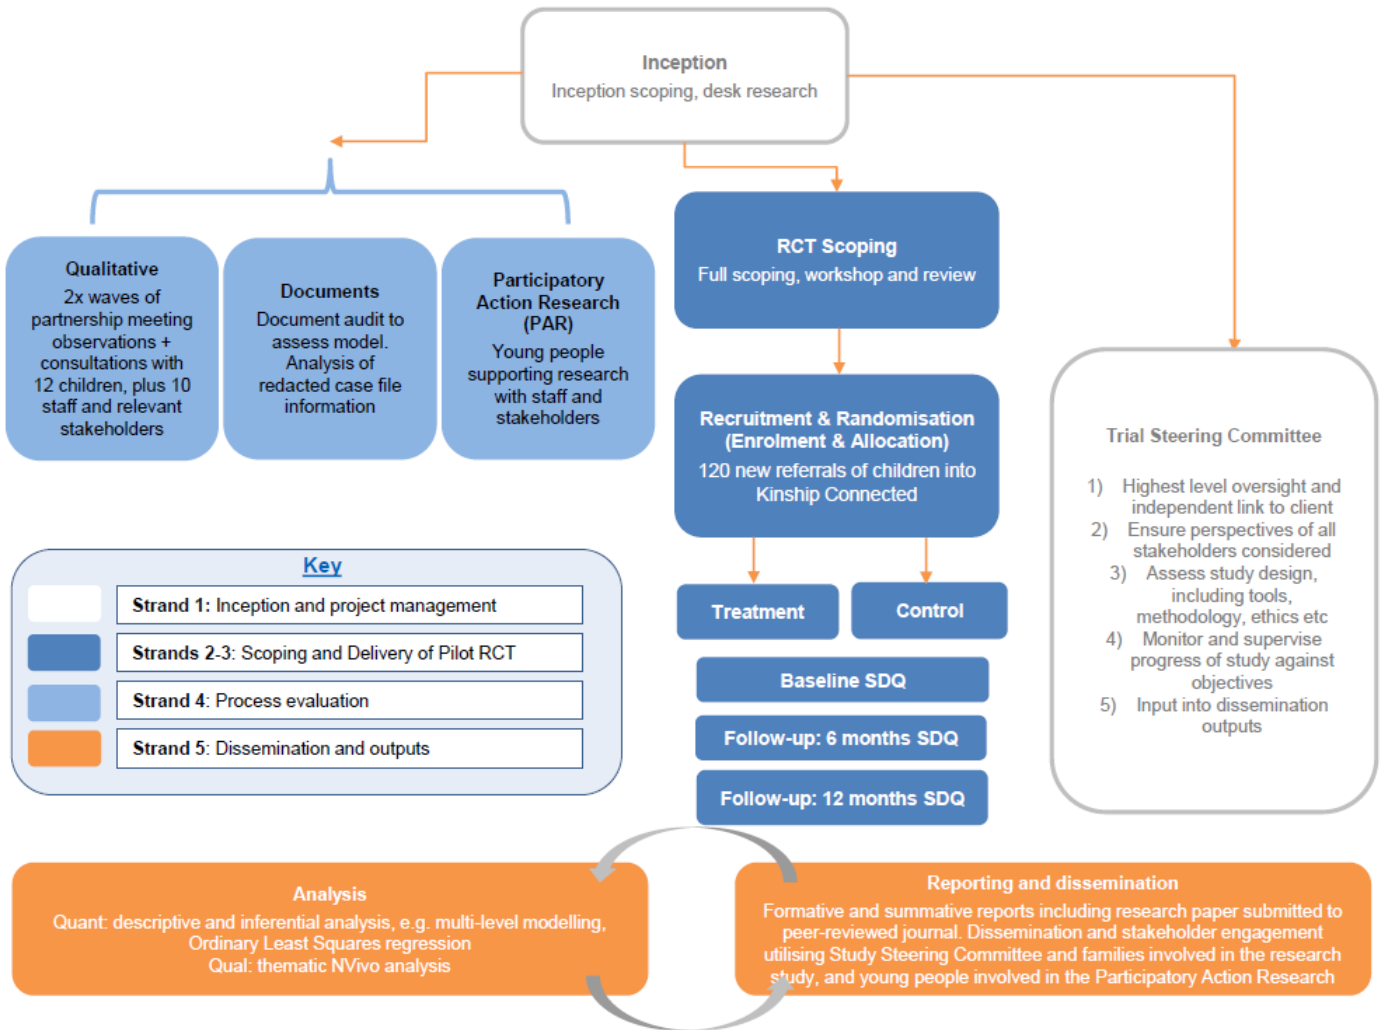 Inception
Inception scoping, desk research
Qualitative
2x waves of
partnership meeting
observations +
consultations with
12 children, plus 10
staff and relevant
stakeholders
Documents
Document audit to
assess model.
Analysis of
redacted case file
information
Participatory
Action Research
(PAR)
Young people
supporting research
with staff and
stakeholders
RCT Scoping
Full scoping, workshop and review
Recruitment & Randomisation
(Enrolment & Allocation)
120 new referrals of children into
Kinship Connected
Treatment
Control
Baseline SDQ
Follow-up: 6 months SDQ
Follow-up: 12 months SDQ
Trial Steering Committee
1) Highest level oversight and
independent link to client
2) Ensure perspectives of all
stakeholders considered
3) Assess study design,
including tools,
methodology, ethics etc
4) Monitor and supervise
progress of study against
objectives
5) Input into dissemination
outputs
Key
Strand 1: Inception and project management
Strands 2-3: Scoping and Delivery of Pilot RCT
Strand 4: Process evaluation
Strand 5: Dissemination and outputs
Analysis
Quant: descriptive and inferential analysis, e.g. multi-level modelling,
Ordinary Least Squares regression
Qual: thematic NVivo analysis
Reporting and dissemination
Formative and summative reports including research paper submitted to
peer-reviewed journal. Dissemination and stakeholder engagement
utilising Study Steering Committee and families involved in the research
study, and young people involved in the Participatory Action Research